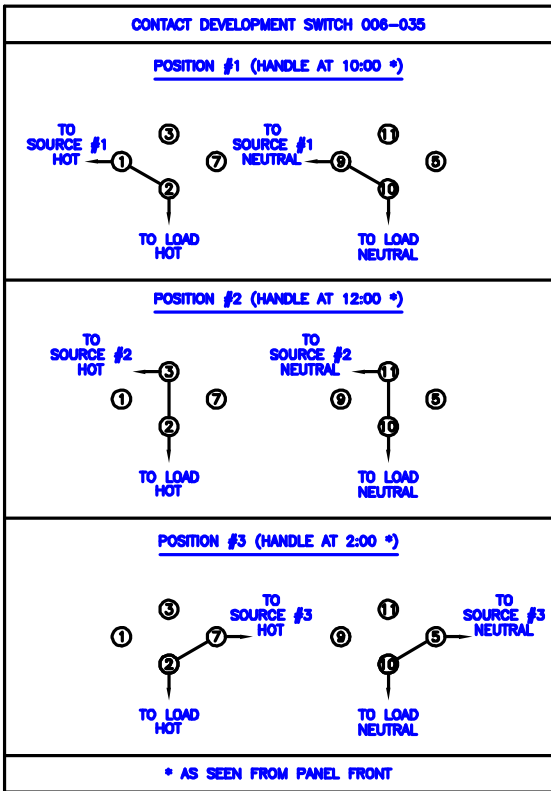 CONTACT DEVELOPMENT SWITCH 006-035
POSITION #1 (HANDLE AT 10:00 *)
TO
SOURCE #1
HOT
3
1
7
2
TO LOAD
HOT
TO
SOURCE #1
NEUTRAL
11
9
5
10
TO LOAD
NEUTRAL
POSITION #2 (HANDLE AT 12:00 *)
TO
SOURCE #2
HOT
3
1
7
2
TO LOAD
HOT
TO
SOURCE #2
NEUTRAL
11
9
5
10
TO LOAD
NEUTRAL
POSITION #3 (HANDLE AT 2:00 *)
3
1
7
TO
SOURCE #3
HOT
2
TO LOAD
HOT
11
9
5
TO
SOURCE #3
NEUTRAL
10
TO LOAD
NEUTRAL
* AS SEEN FROM PANEL FRONT